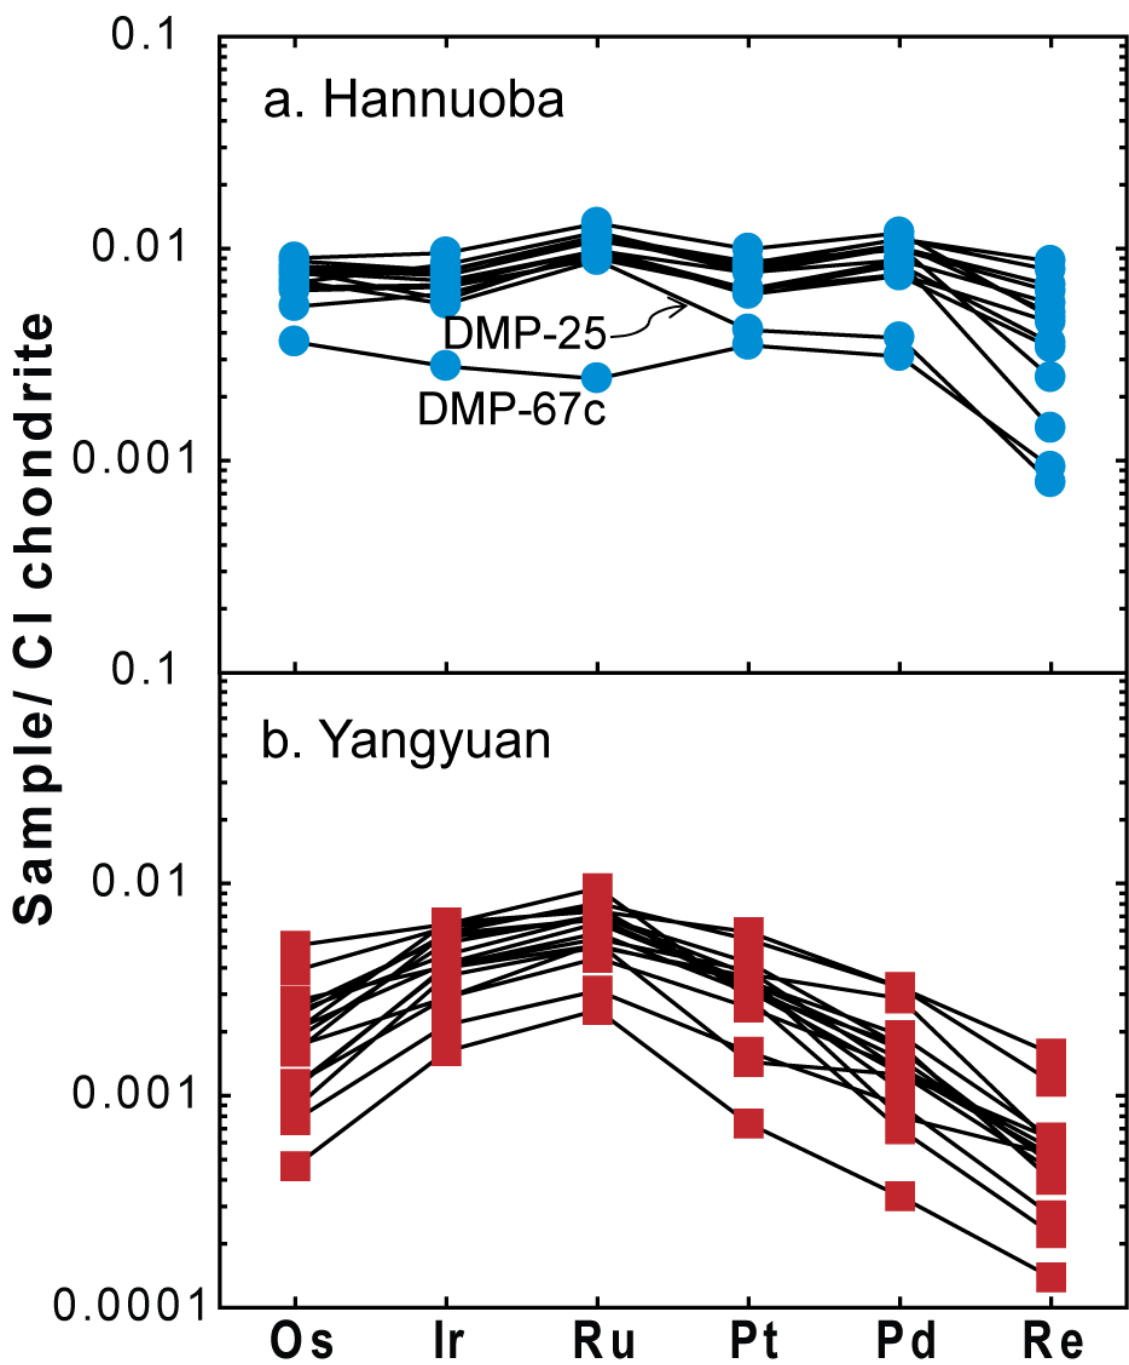 0.1
a. Hannuoba
0.01
DMP-25
DMP-67c
0.001
Sample/ CI chondrite
0.1
b. Yangyuan
0.01
0.001
0.0001
Os Ir Ru Pt Pd Re